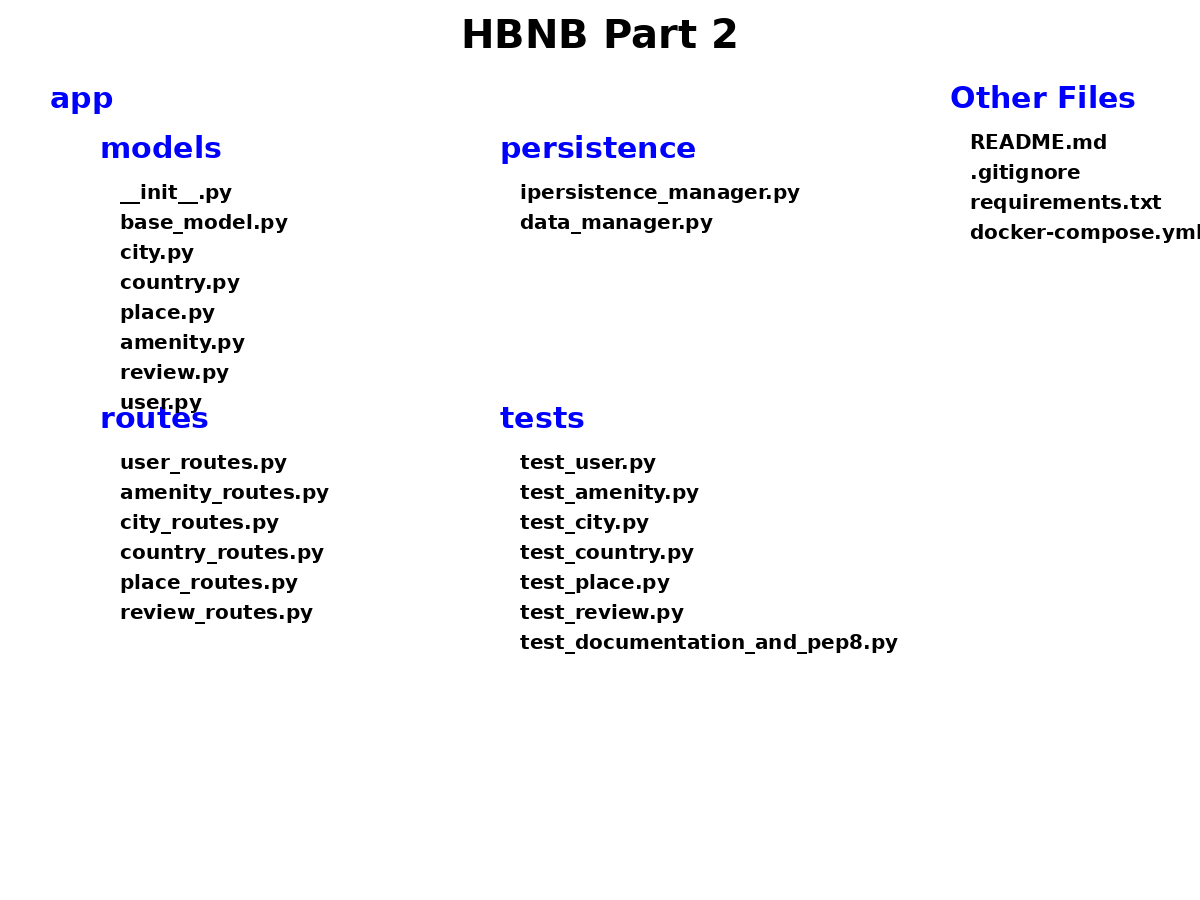 HBNB Part 2
app
models
__init__.py
base_model.py
city.py
country.py
place.py
amenity.py
review.py
user.py
routes
user_routes.py
amenity_routes.py
city_routes.py
country_routes.py
place_routes.py
review_routes.py
persistence
ipersistence_manager.py
data_manager.py
tests
test_user.py
test_amenity.py
test_city.py
test_country.py
test_place.py
test_review.py
test_documentation_and_pep8.py
Other Files
README.md
.gitignore
requirements.txt
docker-compose.yml